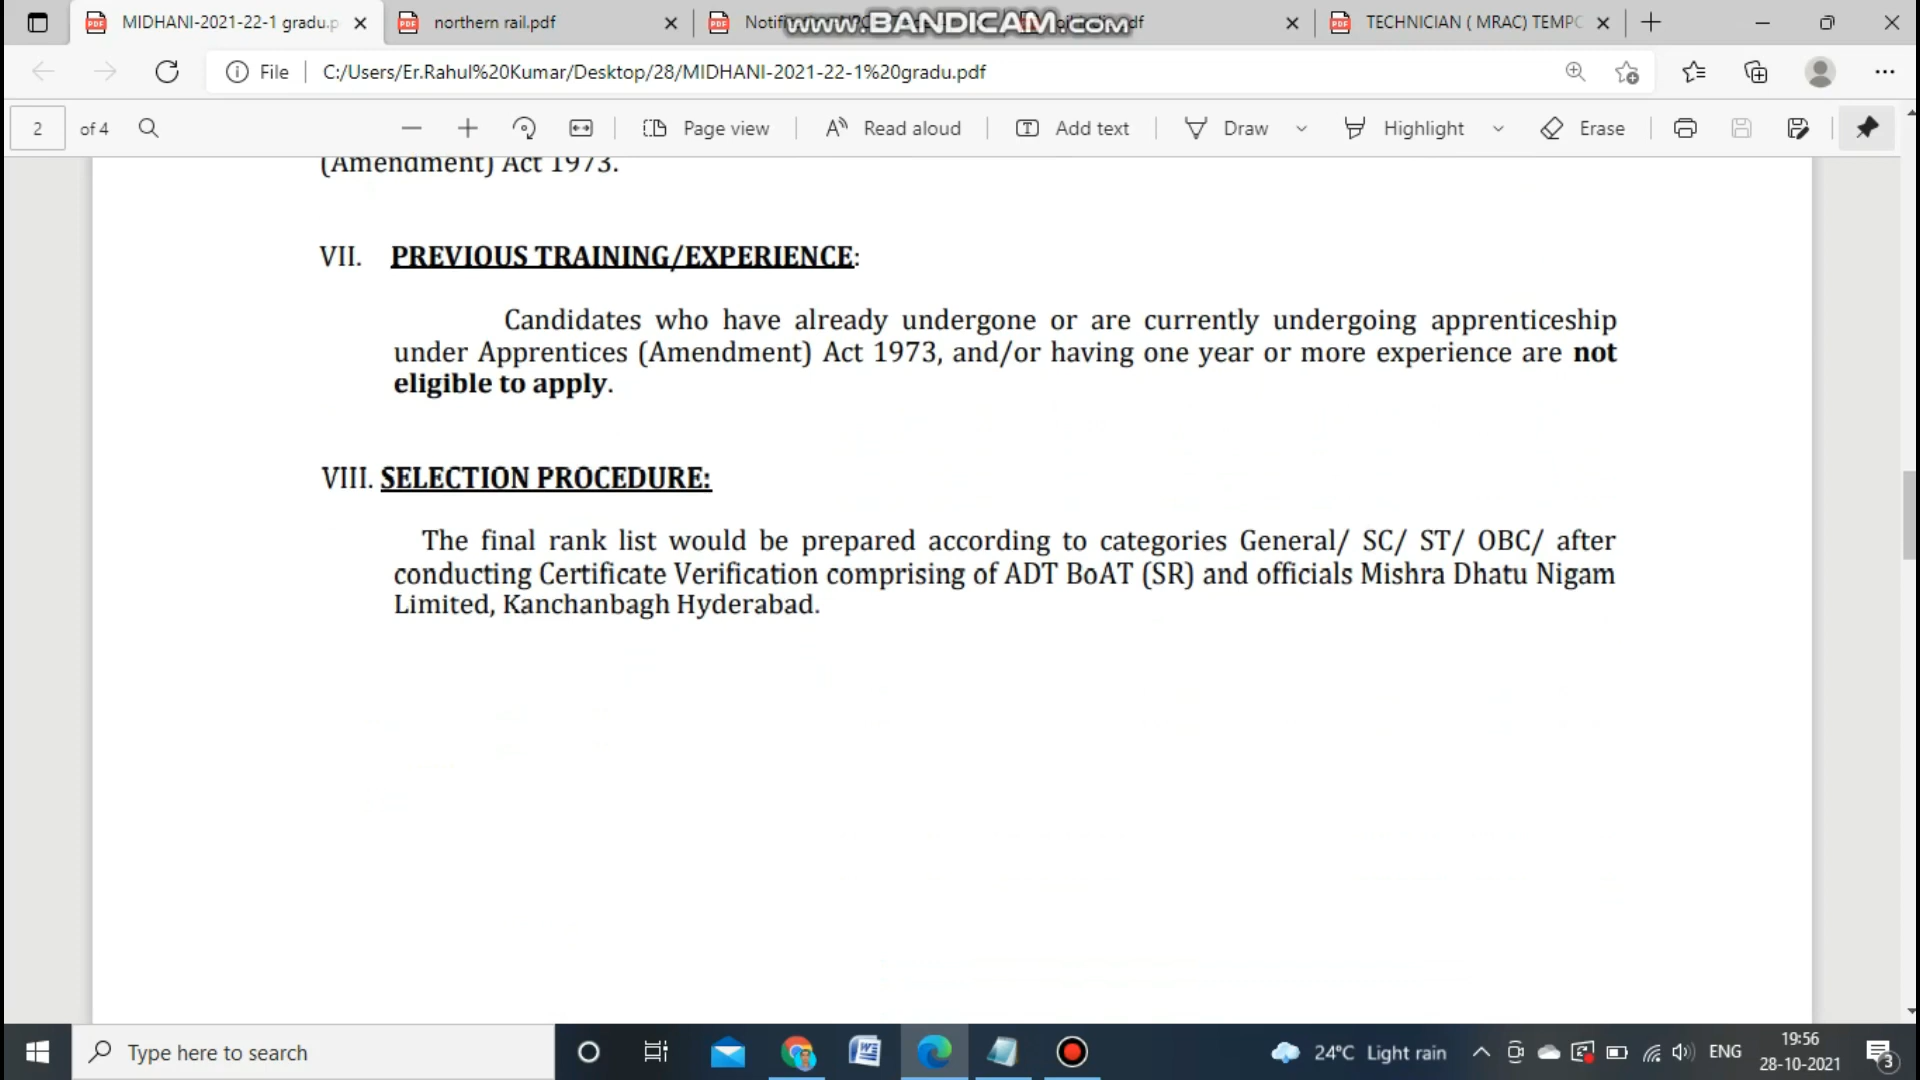 MIDHANI-2021-22-1 gradu.p
northern rail.pdf
Notif
www.BANDICAM.com
df
TECHNICIAN ( MRAC) TEMPO
File
C:/Users/Er.Rahul%20Kumar/Desktop/28/MIDHANI-2021-22-1%20gradu.pdf
2 of 4
Page view
Read aloud
Add text
Draw
Highlight
Erase
(Amendment) Act 1973.
VII. PREVIOUS TRAINING/EXPERIENCE:
Candidates who have already undergone or are currently undergoing apprenticeship
under Apprentices (Amendment) Act 1973, and/or having one year or more experience are not
eligible to apply.
VIII. SELECTION PROCEDURE:
The final rank list would be prepared according to categories General/ SC/ ST/ OBC/ after
conducting Certificate Verification comprising of ADT BoAT (SR) and officials Mishra Dhatu Nigam
Limited, Kanchanbagh Hyderabad.
Type here to search
24°C Light rain
ENG
19:56
28-10-2021
3